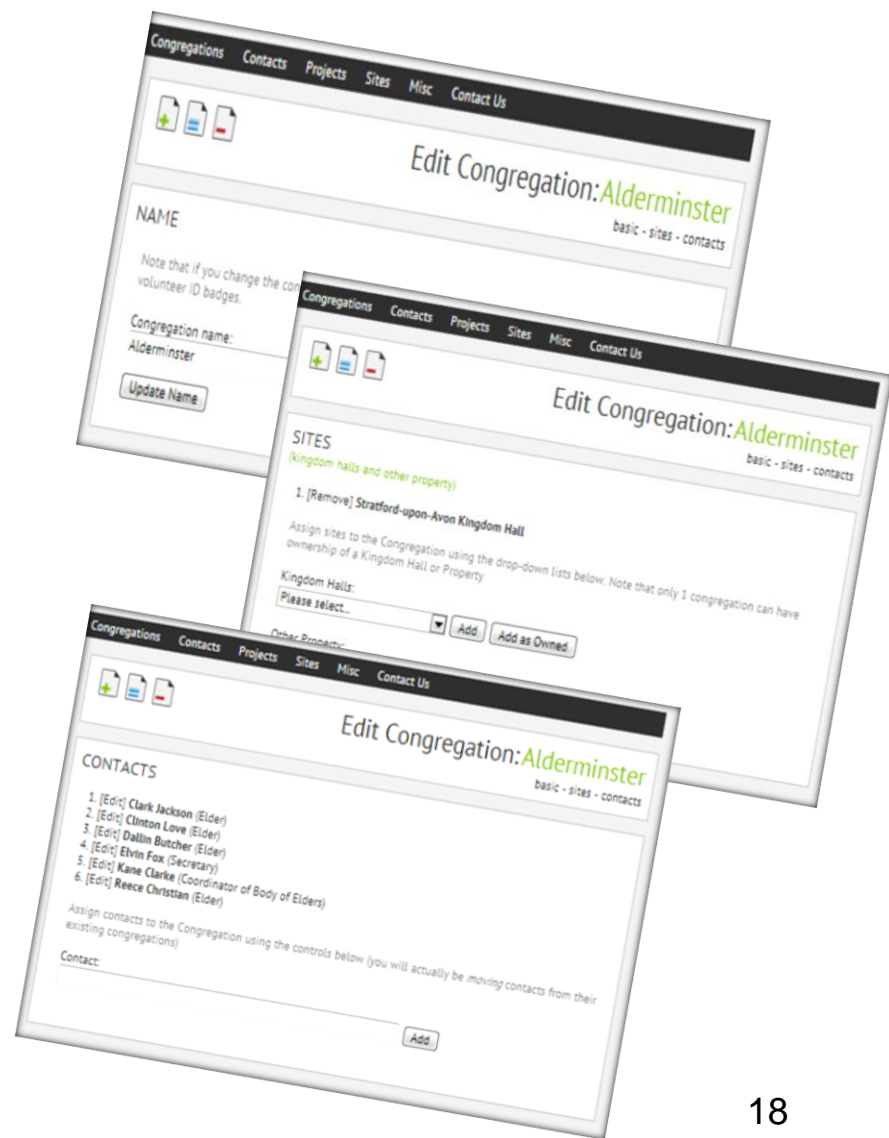 Congregations Contacts Projects Sites Misc Contact Us
Edit Congregation: Alderminster
basic - sites - contacts
NAME
Note that if you change the con
volunteer ID badges.
Congregation name:
Alderminster
Update Name
Congregations Contacts Projects Sites Misc Contact Us
Edit Congregation: Alderminster
basic - sites - contacts
SITES
(kingdom halls and other property)
1. [Remove] Stratford-upon-Avon Kingdom Hall
Assign sites to the Congregation using the drop-down lists below. Note that only 1 congregation can have
ownership of a Kingdom Hall or Property
Kingdom Halls:
Please select... Add Add as Owned
Other Property:
Congregations Contacts Projects Sites Misc Contact Us
Edit Congregation: Alderminster
basic - sites - contacts
CONTACTS
1. [Edit] Clark Jackson (Elder)
2. [Edit] Clinton Love (Elder)
3. [Edit] Dallin Butcher (Elder)
4. [Edit] Elvin Fox (Secretary)
5. [Edit] Kane Clarke (Coordinator of Body of Elders)
6. [Edit] Reece Christian (Elder)
Assign contacts to the Congregation using the controls below (you will actually be moving contacts from their
existing congregations)
Contact:
Add
18